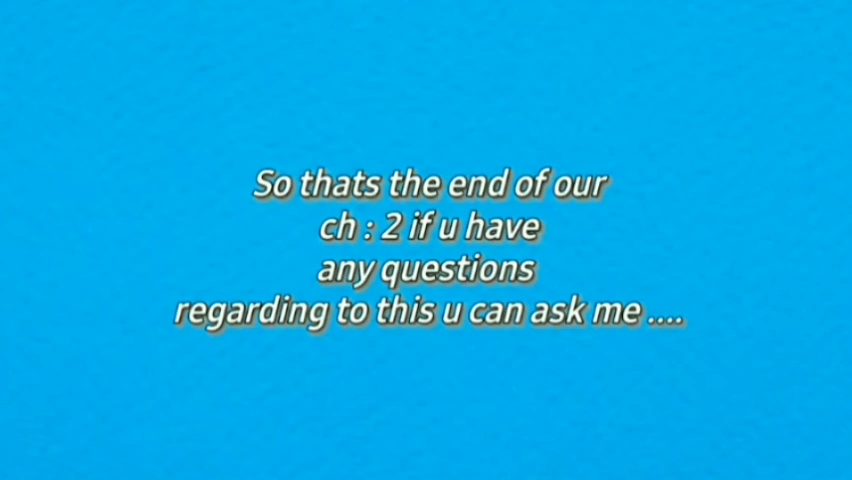 So thats the end of our
ch : 2 if u have
any questions
regarding to this u can ask me ....